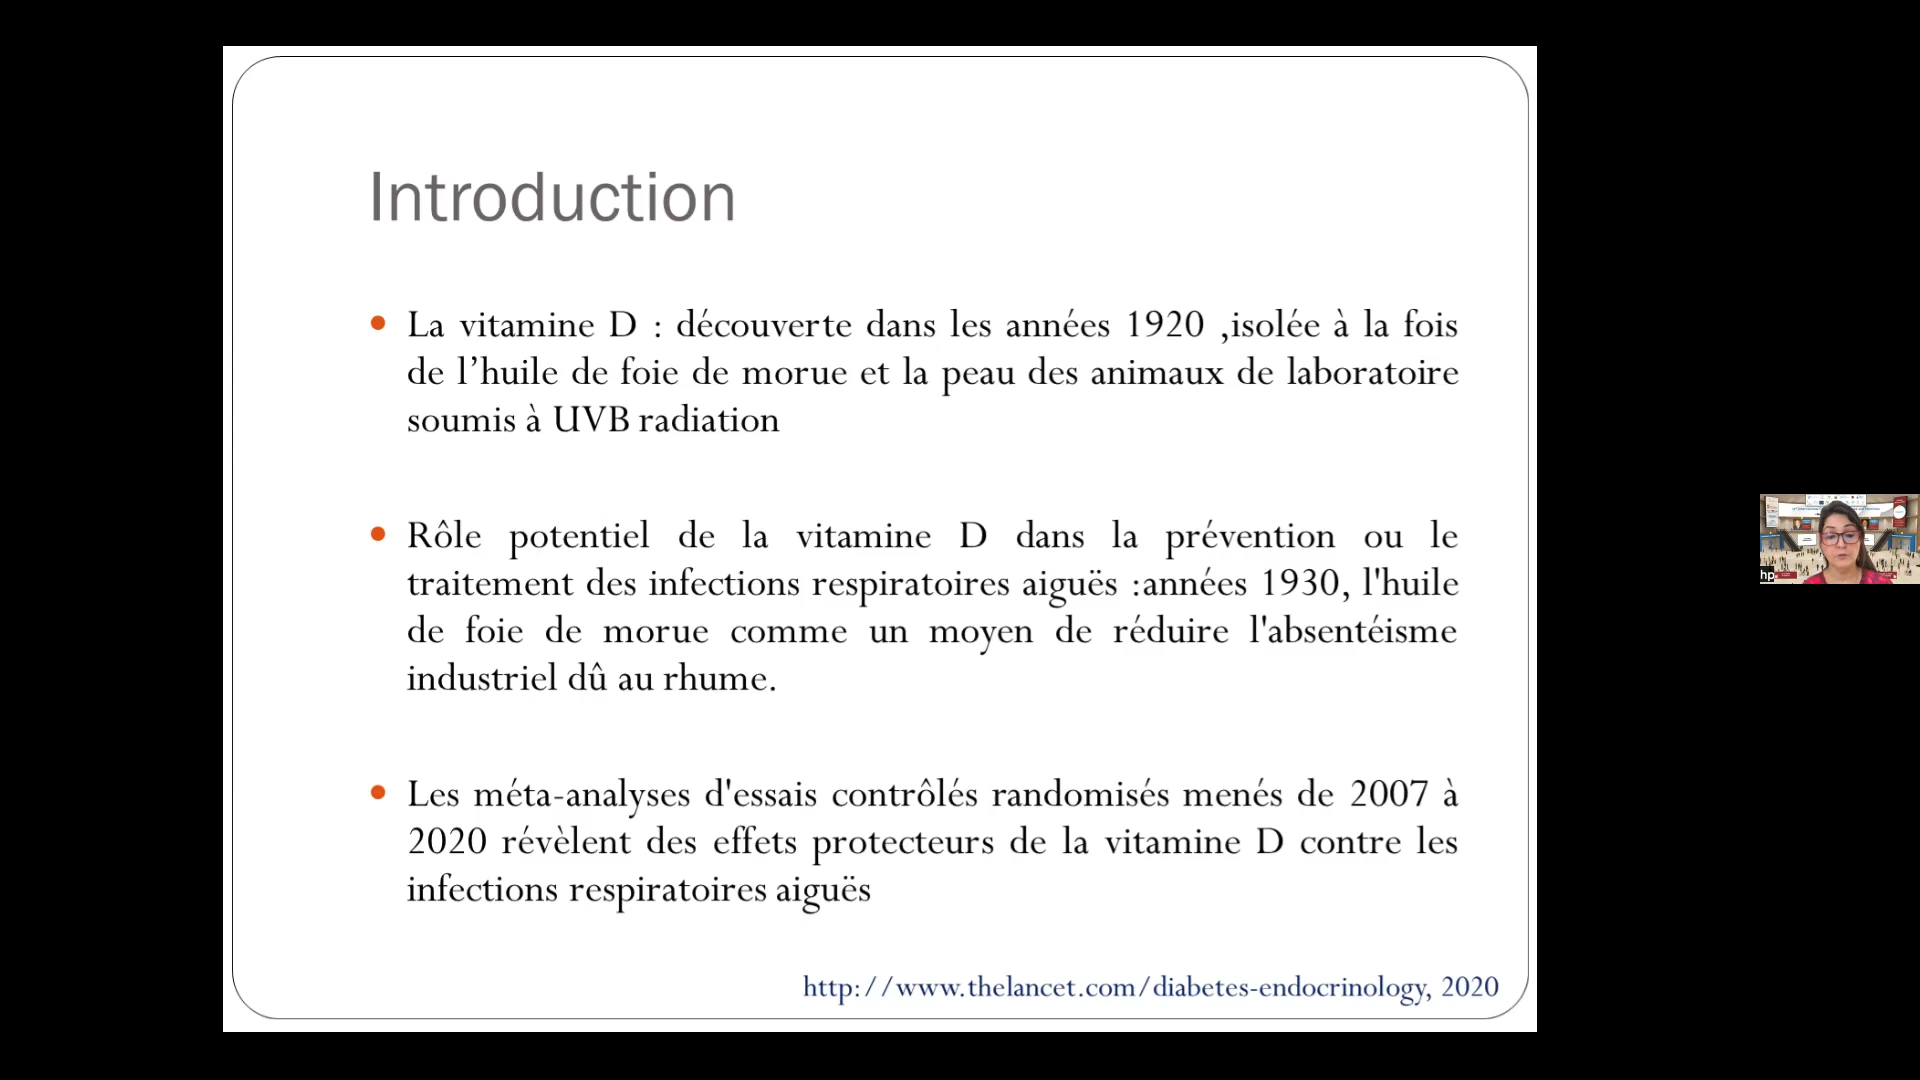 Introduction
• La vitamine D : découverte dans les années 1920 ,isolée à la fois
de l’huile de foie de morue et la peau des animaux de laboratoire
soumis à UVB radiation
• Rôle potentiel de la vitamine D dans la prévention ou le
traitement des infections respiratoires aiguës :années 1930, l'huile
de foie de morue comme un moyen de réduire l'absentéisme
industriel dû au rhume.
• Les méta-analyses d'essais contrôlés randomisés menés de 2007 à
2020 révèlent des effets protecteurs de la vitamine D contre les
infections respiratoires aiguës
http://www.thelancet.com/diabetes-endocrinology, 2020
hp